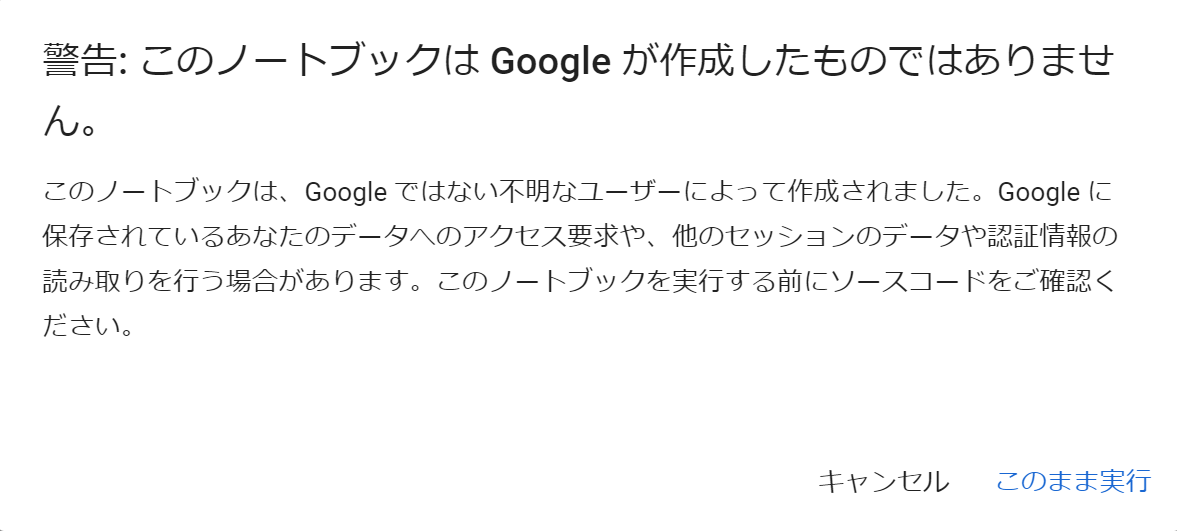 警告: このノートブックは Google が作成したものではありませ
ん。
このノートブックは、Google ではない不明なユーザーによって作成されました。Google に
保存されているあなたのデータへのアクセス要求や、他のセッションのデータや認証情報の
読み取りを行う場合があります。このノートブックを実行する前にソースコードをご確認く
ださい。
キャンセル このまま実行